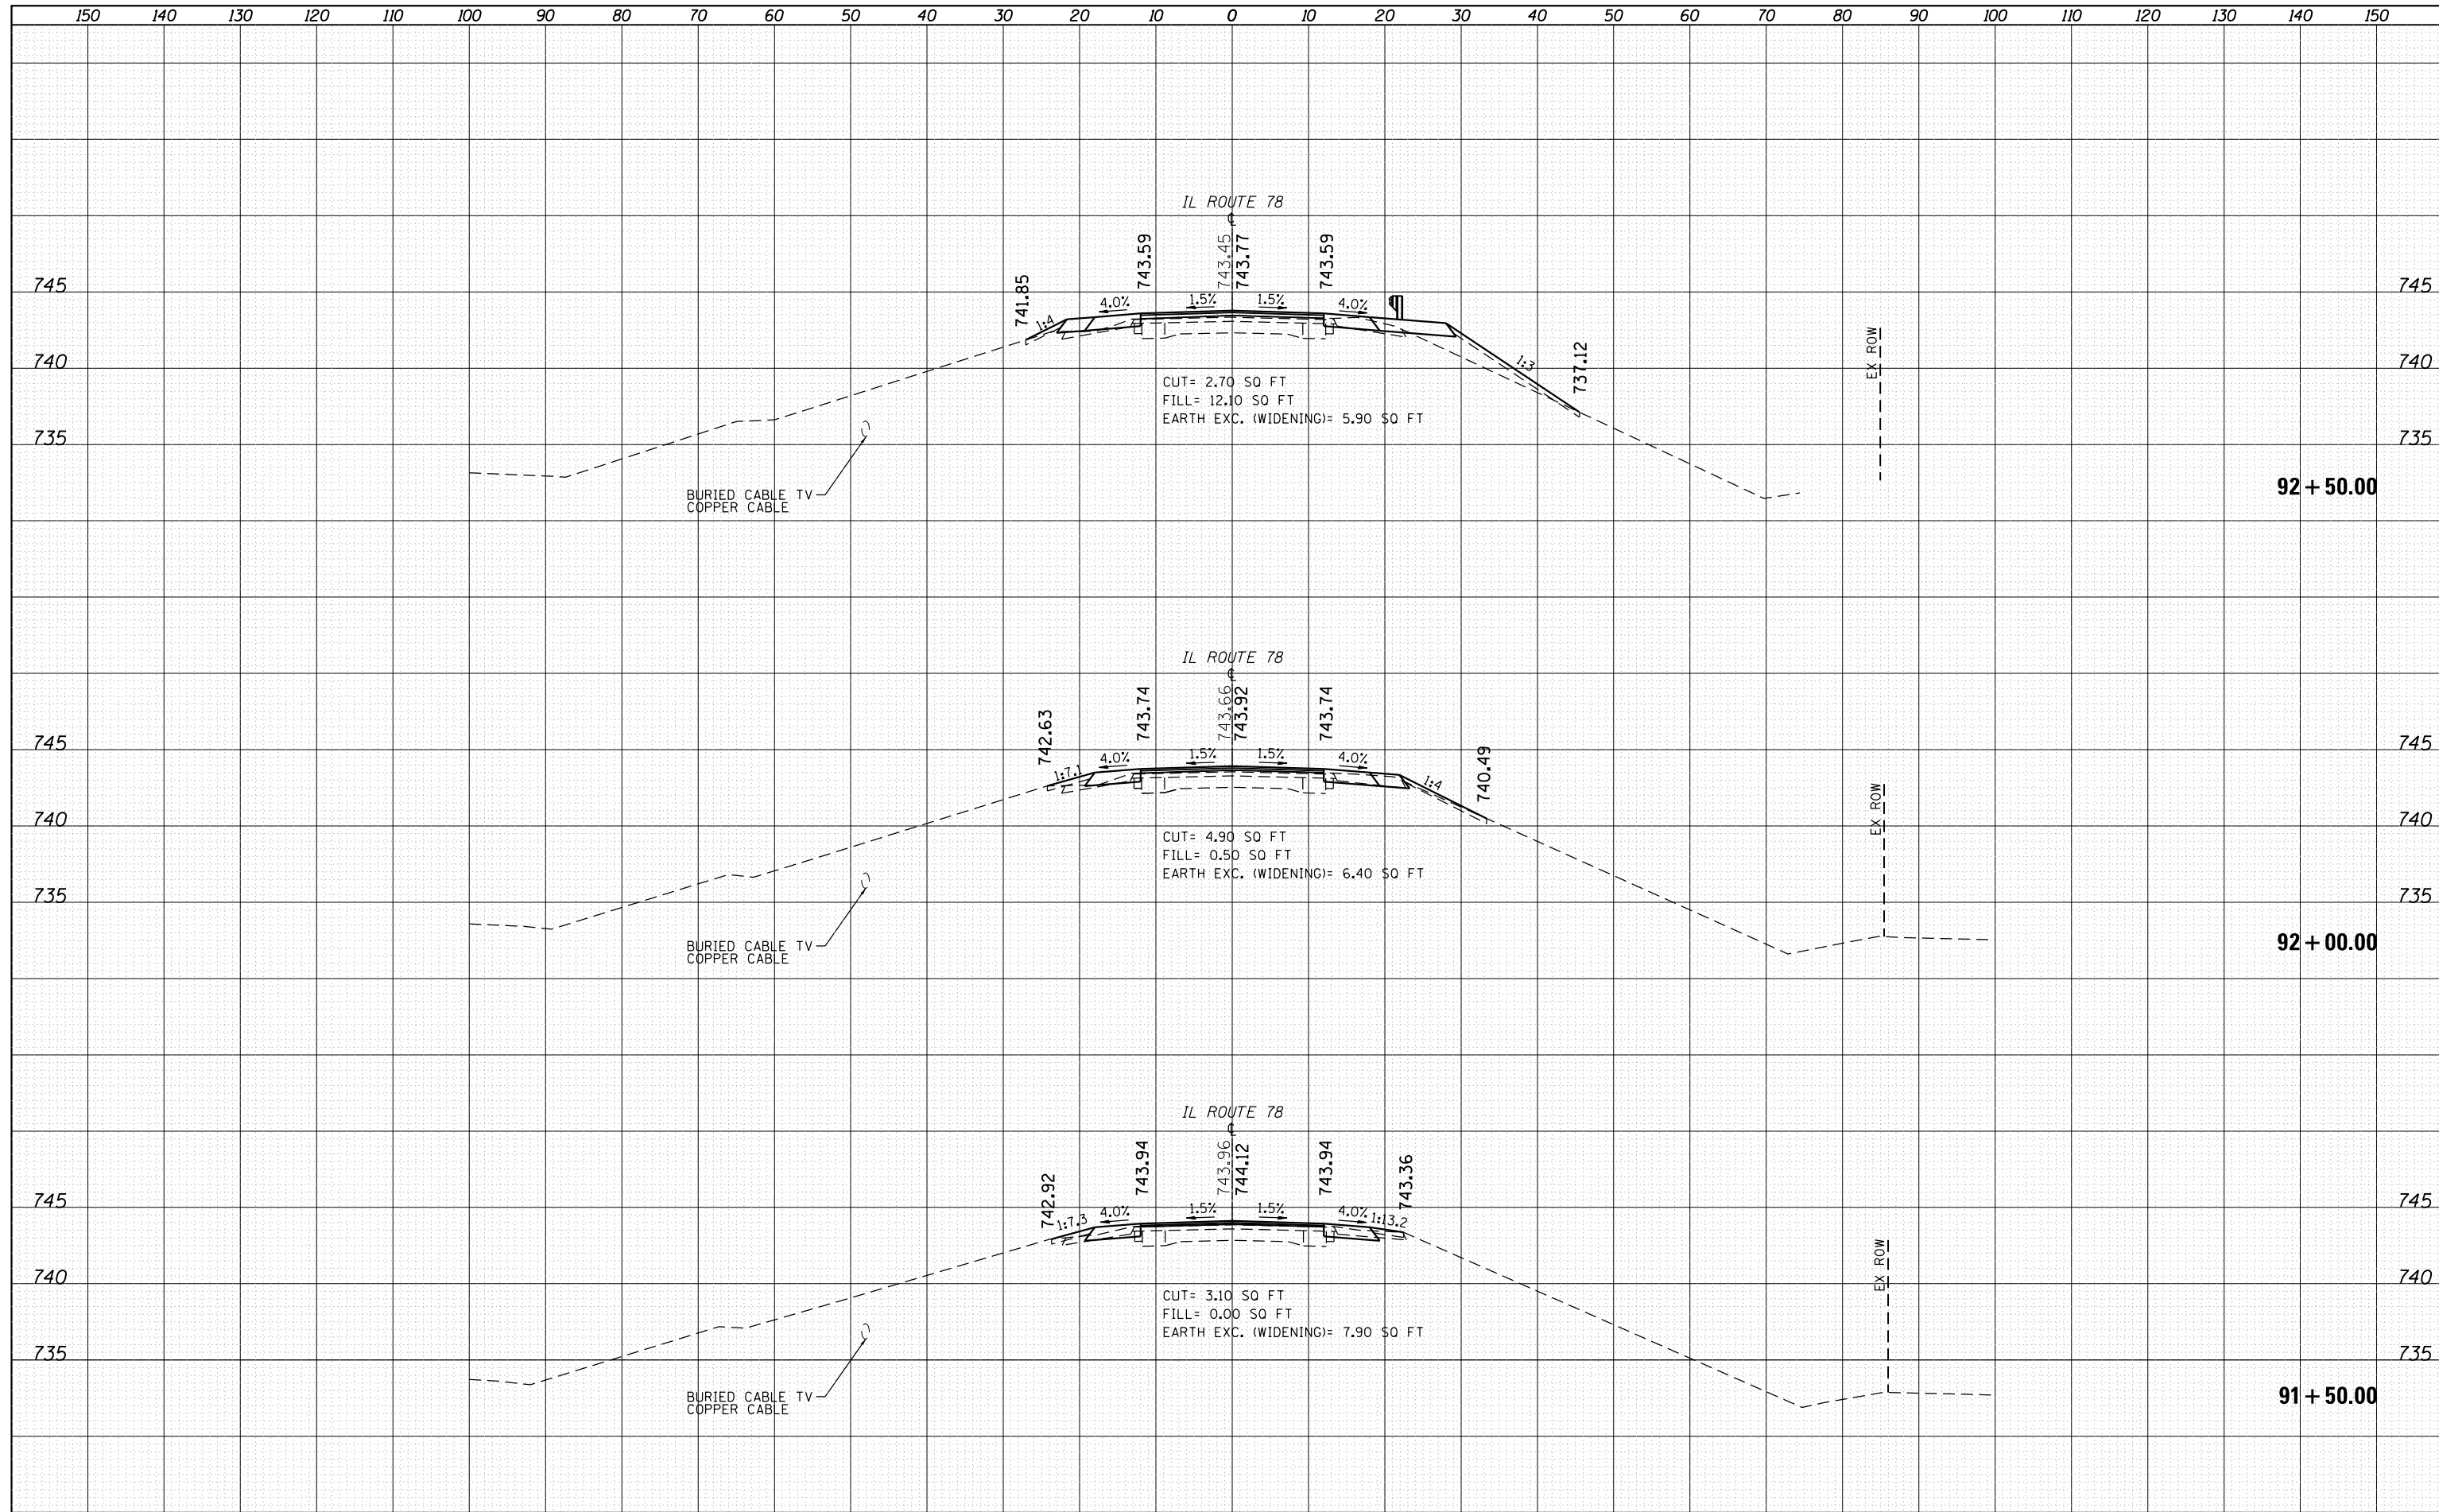 150 140 130 120 110 100 90 80 70 60 50 40 30 20 10 0 10 20 30 40 50 60 70 80 90 100 110 120 130 140 150
IL ROUTE 78
℄
741.85
743.59
743.45
743.77
743.59
745
745
4.0%
1.5%
1.5%
4.0%
1:4
1:3
737.12
740
740
EX ROW
CUT= 2.70 SQ FT
FILL= 12.10 SQ FT
EARTH EXC. (WIDENING)= 5.90 SQ FT
735
735
BURIED CABLE TV
COPPER CABLE
92+50.00
IL ROUTE 78
℄
742.63
743.74
743.66
743.92
743.74
745
745
4.0%
1.5%
1.5%
4.0%
1:7.1
1:4
740.49
740
740
EX ROW
CUT= 4.90 SQ FT
FILL= 0.50 SQ FT
EARTH EXC. (WIDENING)= 6.40 SQ FT
735
735
BURIED CABLE TV
COPPER CABLE
92+00.00
IL ROUTE 78
℄
742.92
743.94
743.96
744.12
743.94
743.36
745
745
1:7.3
4.0%
1.5%
1.5%
4.0%
1:13.2
740
740
EX ROW
CUT= 3.10 SQ FT
FILL= 0.00 SQ FT
EARTH EXC. (WIDENING)= 7.90 SQ FT
735
735
BURIED CABLE TV
COPPER CABLE
91+50.00